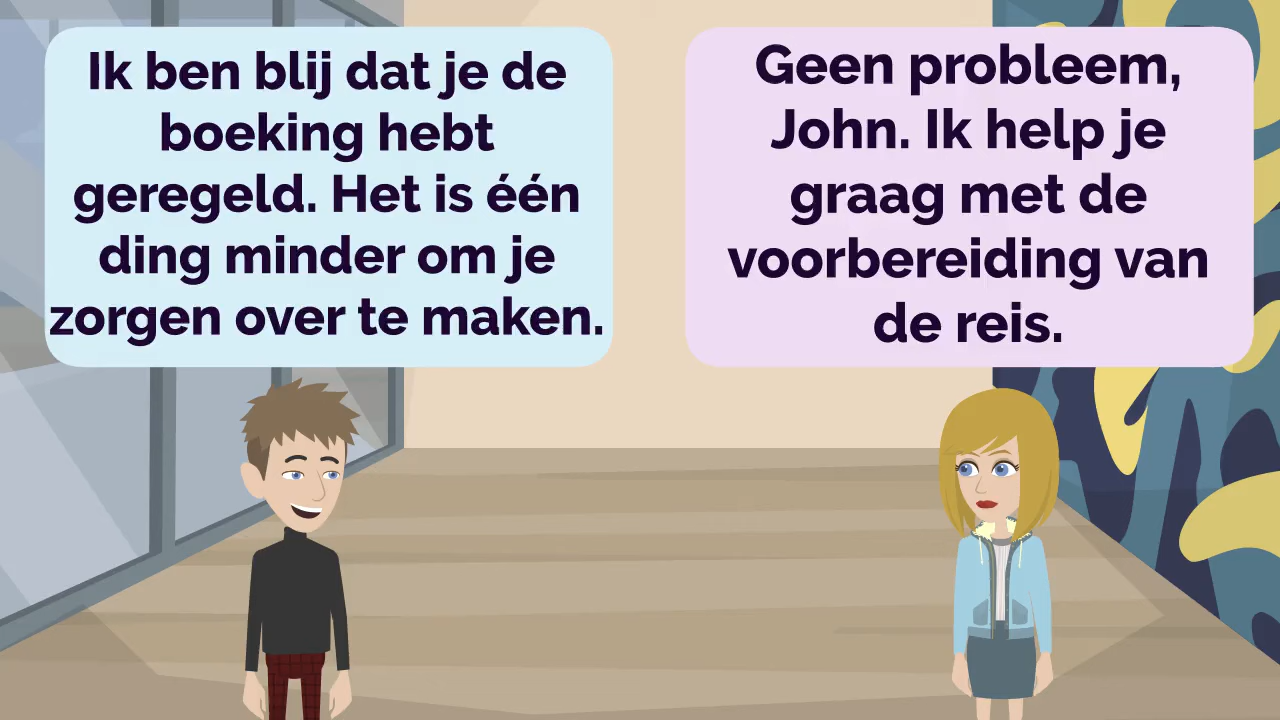 Ik ben blij dat je de
boeking hebt
geregeld. Het is één
ding minder om je
zorgen over te maken.
Geen probleem,
John. Ik help je
graag met de
voorbereiding van
de reis.